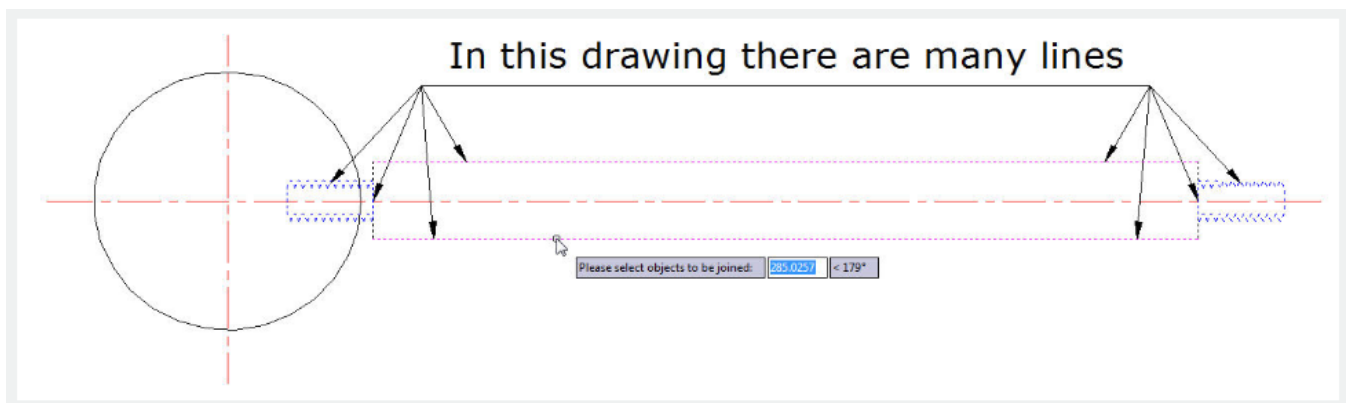 In this drawing there are many lines
Please select objects to be joined: 285.0257 < 179°